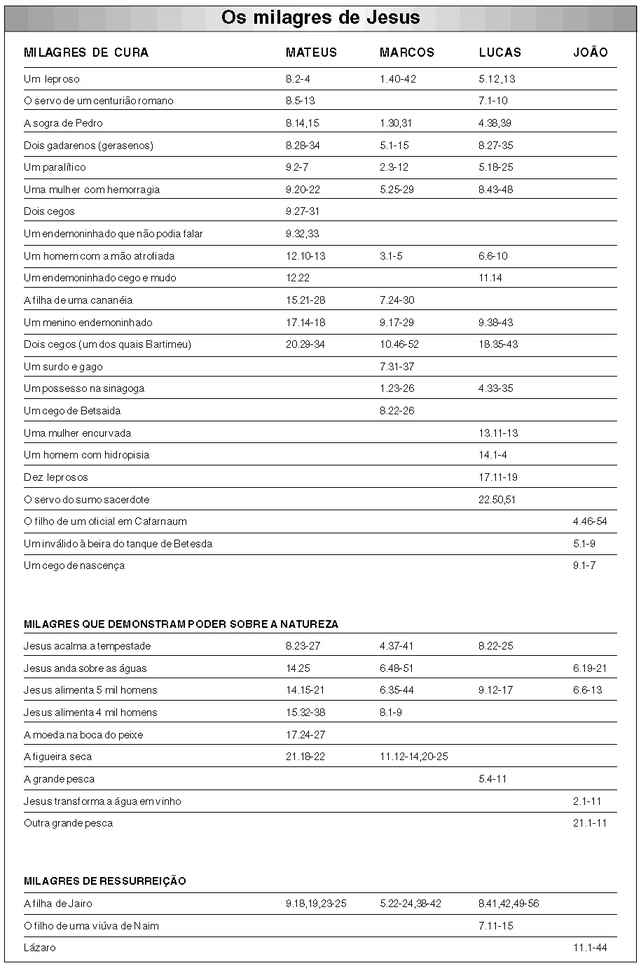 Os milagres de Jesus
MILAGRES DE CURA MATEUS MARCOS LUCAS JOÃO
Um leproso 8.2-4 1.40-42 5.12,13
O servo de um centurião romano 8.5-13 7.1-10
A sogra de Pedro 8.14,15 1.30,31 4.38,39
Dois gadarenos (gerasenos) 8.28-34 5.1-15 8.27-35
Um paralítico 9.2-7 2.3-12 5.18-25
Uma mulher com hemorragia 9.20-22 5.25-29 8.43-48
Dois cegos 9.27-31
Um endemoninhado que não podia falar 9.32,33
Um homem com a mão atrofiada 12.10-13 3.1-5 6.6-10
Um endemoninhado cego e mudo 12.22 11.14
A filha de uma cananéia 15.21-28 7.24-30
Um menino endemoninhado 17.14-18 9.17-29 9.38-43
Dois cegos (um dos quais Bartimeu) 20.29-34 10.46-52 18.35-43
Um surdo e gago 7.31-37
Um possesso na sinagoga 1.23-26 4.33-35
Um cego de Betsaida 8.22-26
Uma mulher encurvada 13.11-13
Um homem com hidropisia 14.1-4
Dez leprosos 17.11-19
O servo do sumo sacerdote 22.50,51
O filho de um oficial em Cafarnaum 4.46-54
Um inválido à beira do tanque de Betesda 5.1-9
Um cego de nascença 9.1-7
MILAGRES QUE DEMONSTRAM PODER SOBRE A NATUREZA
Jesus acalma a tempestade 8.23-27 4.37-41 8.22-25
Jesus anda sobre as águas 14.25 6.48-51 6.19-21
Jesus alimenta 5 mil homens 14.15-21 6.35-44 9.12-17 6.6-13
Jesus alimenta 4 mil homens 15.32-38 8.1-9
A moeda na boca do peixe 17.24-27
A figueira seca 21.18-22 11.12-14,20-25
A grande pesca 5.4-11
Jesus transforma a água em vinho 2.1-11
Outra grande pesca 21.1-11
MILAGRES DE RESSURREIÇÃO
A filha de Jairo 9.18,19,23-25 5.22-24,38-42 8.41,42,49-56
O filho de uma viúva de Naim 7.11-15
Lázaro 11.1-44